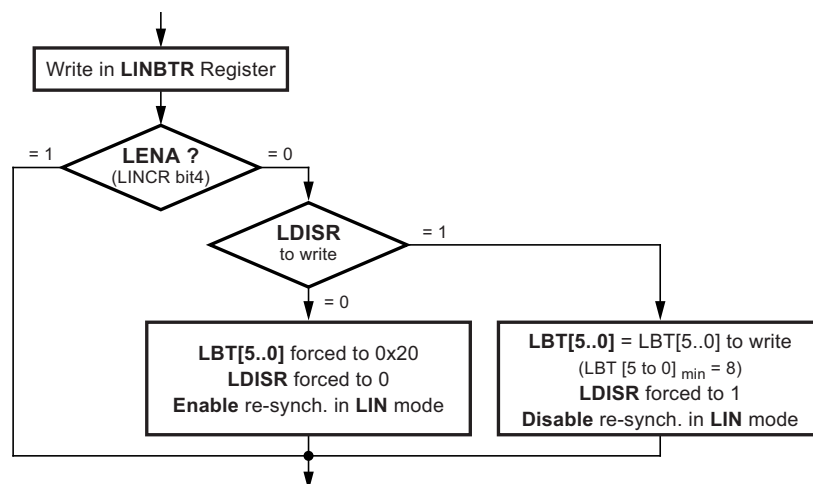 Write in LINBTR Register
LENA ?
(LINCR bit4)
= 1
= 0
LDISR
to write
= 1
= 0
LBT[5..0] forced to 0x20
LDISR forced to 0
Enable re-synch. in LIN mode
LBT[5..0] = LBT[5..0] to write
(LBT [5 to 0] min = 8)
LDISR forced to 1
Disable re-synch. in LIN mode